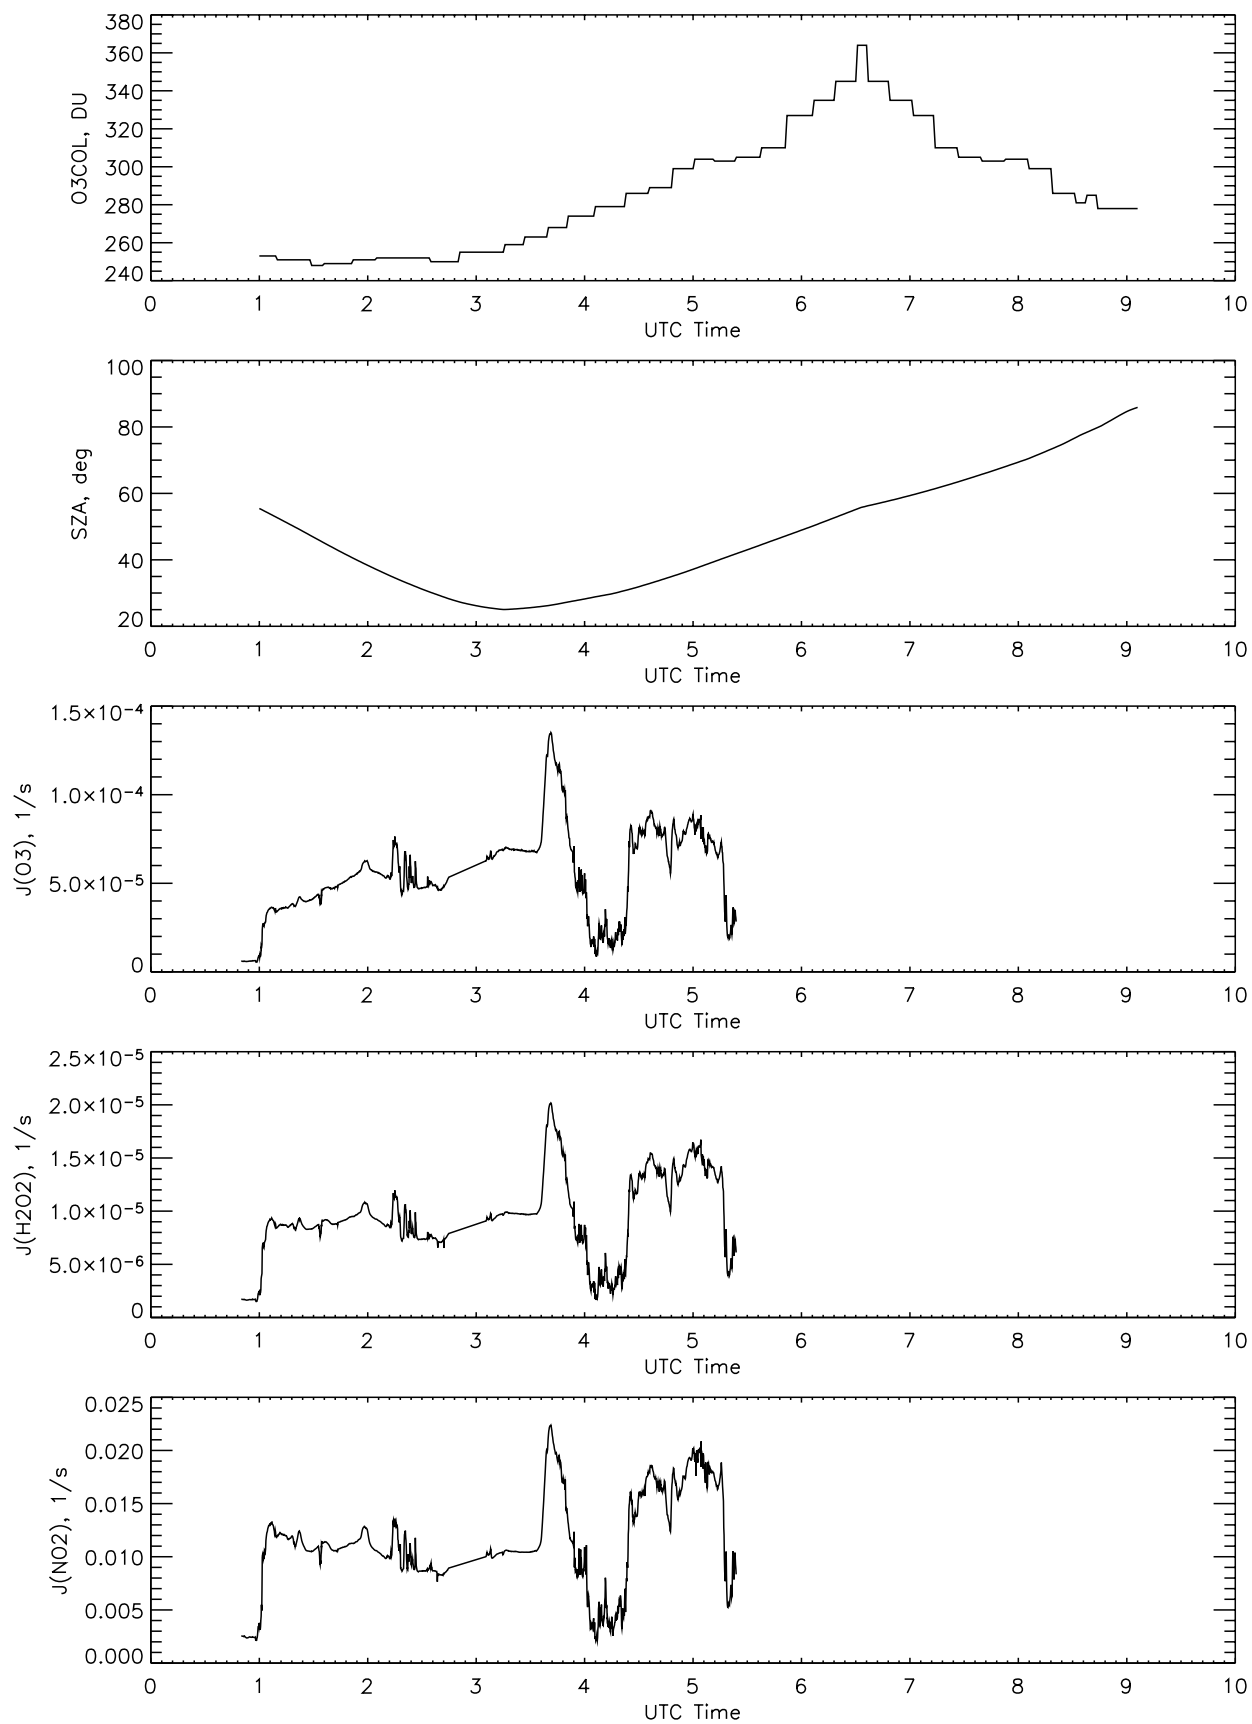 380
360
340
320
300
280
260
240
O3COL, DU
0 1 2 3 4 5 6 7 8 9 10
UTC Time
100
80
60
40
20
SZA, deg
0 1 2 3 4 5 6 7 8 9 10
UTC Time
1.5×10⁻⁴
1.0×10⁻⁴
5.0×10⁻⁵
0
J(O3), 1/s
0 1 2 3 4 5 6 7 8 9 10
UTC Time
2.5×10⁻⁵
2.0×10⁻⁵
1.5×10⁻⁵
1.0×10⁻⁵
5.0×10⁻⁶
0
J(H2O2), 1/s
0 1 2 3 4 5 6 7 8 9 10
UTC Time
0.025
0.020
0.015
0.010
0.005
0.000
J(NO2), 1/s
0 1 2 3 4 5 6 7 8 9 10
UTC Time